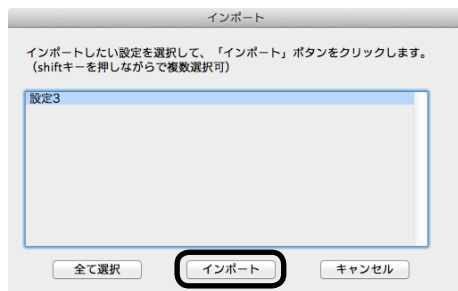 インポート
インポートしたい設定を選択して、「インポート」ボタンをクリックします。
（shiftキーを押しながらで複数選択可）
設定3
全て選択 インポート キャンセル